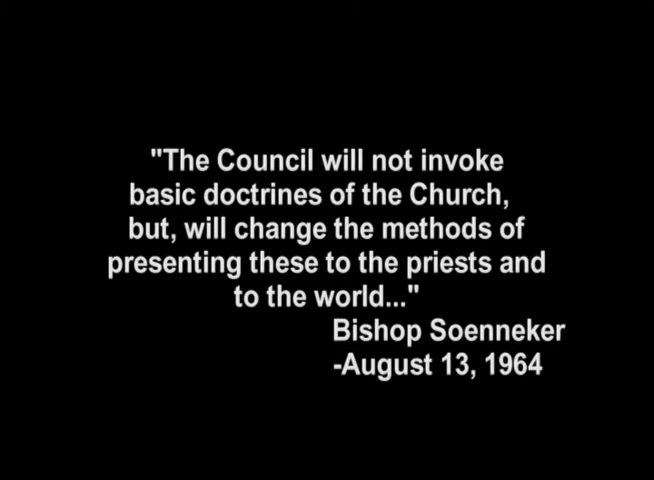 "The Council will not invoke
basic doctrines of the Church,
but, will change the methods of
presenting these to the priests and
to the world..."
Bishop Soenneker
-August 13, 1964